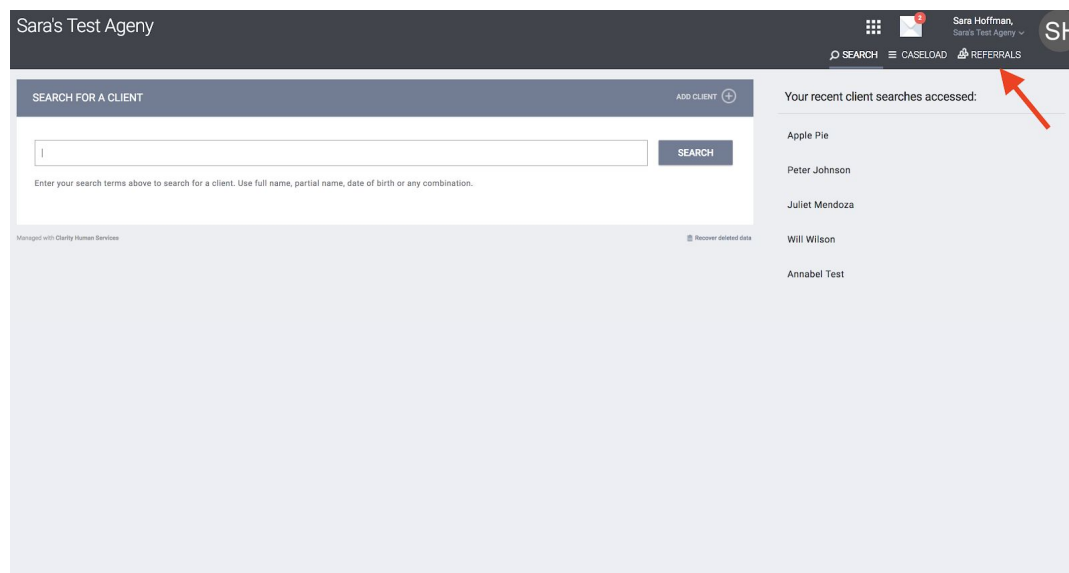 Sara's Test Ageny
2
Sara Hoffman,
Sara's Test Ageny
SH
SEARCH CASELOAD REFERRALS
SEARCH FOR A CLIENT
ADD CLIENT
SEARCH
Enter your search terms above to search for a client. Use full name, partial name, date of birth or any combination.
Managed with Clarity Human Services
Recover deleted data
Your recent client searches accessed:
Apple Pie
Peter Johnson
Juliet Mendoza
Will Wilson
Annabel Test